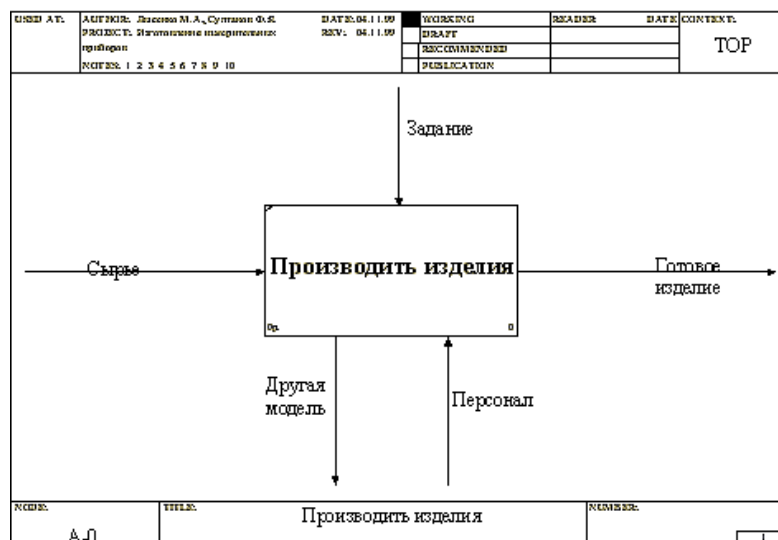 USED AT:
AUTHOR: Лысенко М.А., Султанов Ф.Я.
DATE: 04.11.99
WORKING
READER
DATE
CONTEXT:
PROJECT: Изготовление измерительных
приборов
REV: 04.11.99
DRAFT
RECOMMENDED
TOP
NOTES: 1 2 3 4 5 6 7 8 9 10
PUBLICATION
Задание
Сырье
Производить изделия
Готовое
изделие
0р.
0
Другая
модель
Персонал
NODE:
TITLE:
NUMBER:
Производить изделия
A-0